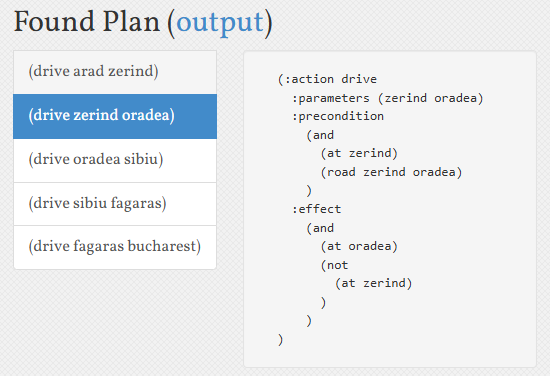 Found Plan (output)
(drive arad zerind)
(drive zerind oradea)
(drive oradea sibiu)
(drive sibiu fagaras)
(drive fagaras bucharest)
(:action drive
  :parameters (zerind oradea)
  :precondition
    (and
      (at zerind)
      (road zerind oradea)
    )
  :effect
    (and
      (at oradea)
      (not
        (at zerind)
      )
    )
)